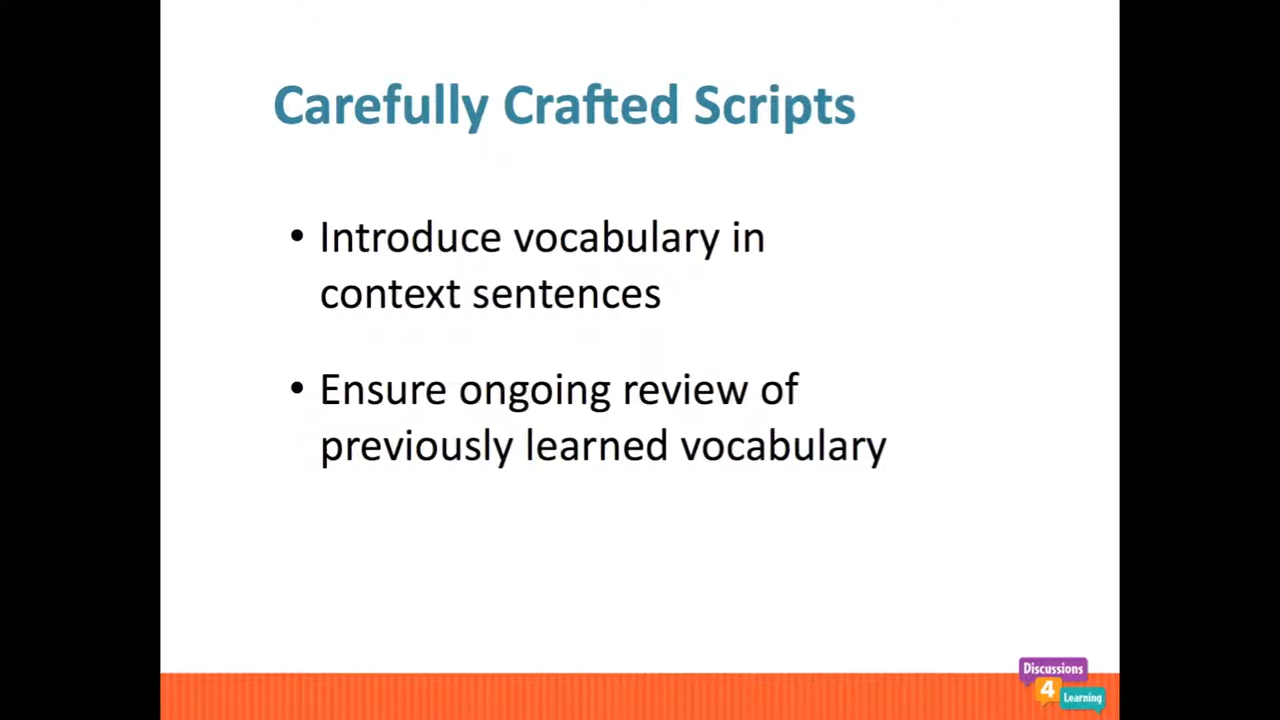 Carefully Crafted Scripts
• Introduce vocabulary in
context sentences
• Ensure ongoing review of
previously learned vocabulary
Discussions
4
Learning